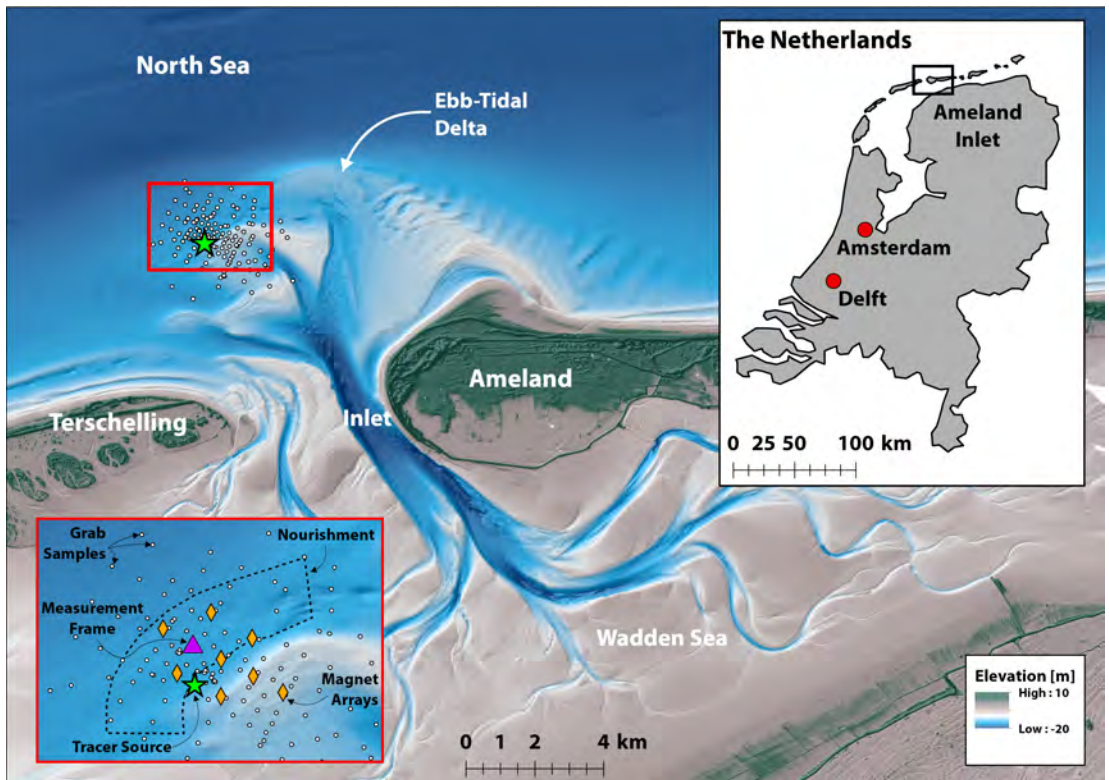 North Sea
Ebb-Tidal
Delta
The Netherlands
Ameland
Inlet
Amsterdam
Delft
0 25 50 100 km
Terschelling
Inlet
Ameland
Grab
Samples
Nourishment
Measurement
Frame
Magnet
Arrays
Tracer Source
Wadden Sea
0 1 2 4 km
Elevation [m]
High : 10
Low : -20